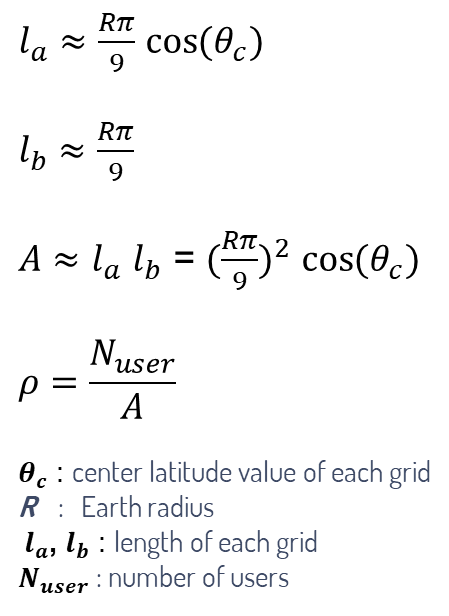 l_a ≈ Rπ/9 cos(θ_c)
l_b ≈ Rπ/9
A ≈ l_a l_b = (Rπ/9)² cos(θ_c)
ρ = N_user/A
θ_c : center latitude value of each grid
R : Earth radius
l_a, l_b : length of each grid
N_user : number of users